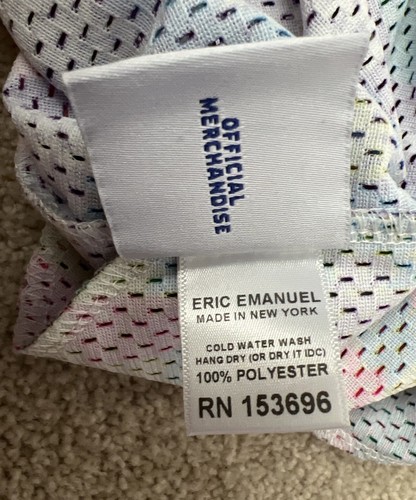 OFFICIAL
MERCHANDISE
ERIC EMANUEL
MADE IN NEW YORK
COLD WATER WASH
HANG DRY (OR DRY IT IDC)
100% POLYESTER
RN 153696